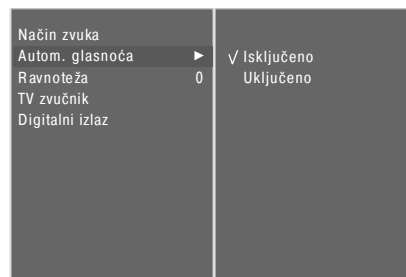 Način zvuka
Autom. glasnoća ►
Ravnoteža 0
TV zvučnik
Digitalni izlaz
√ Isključeno
Uključeno